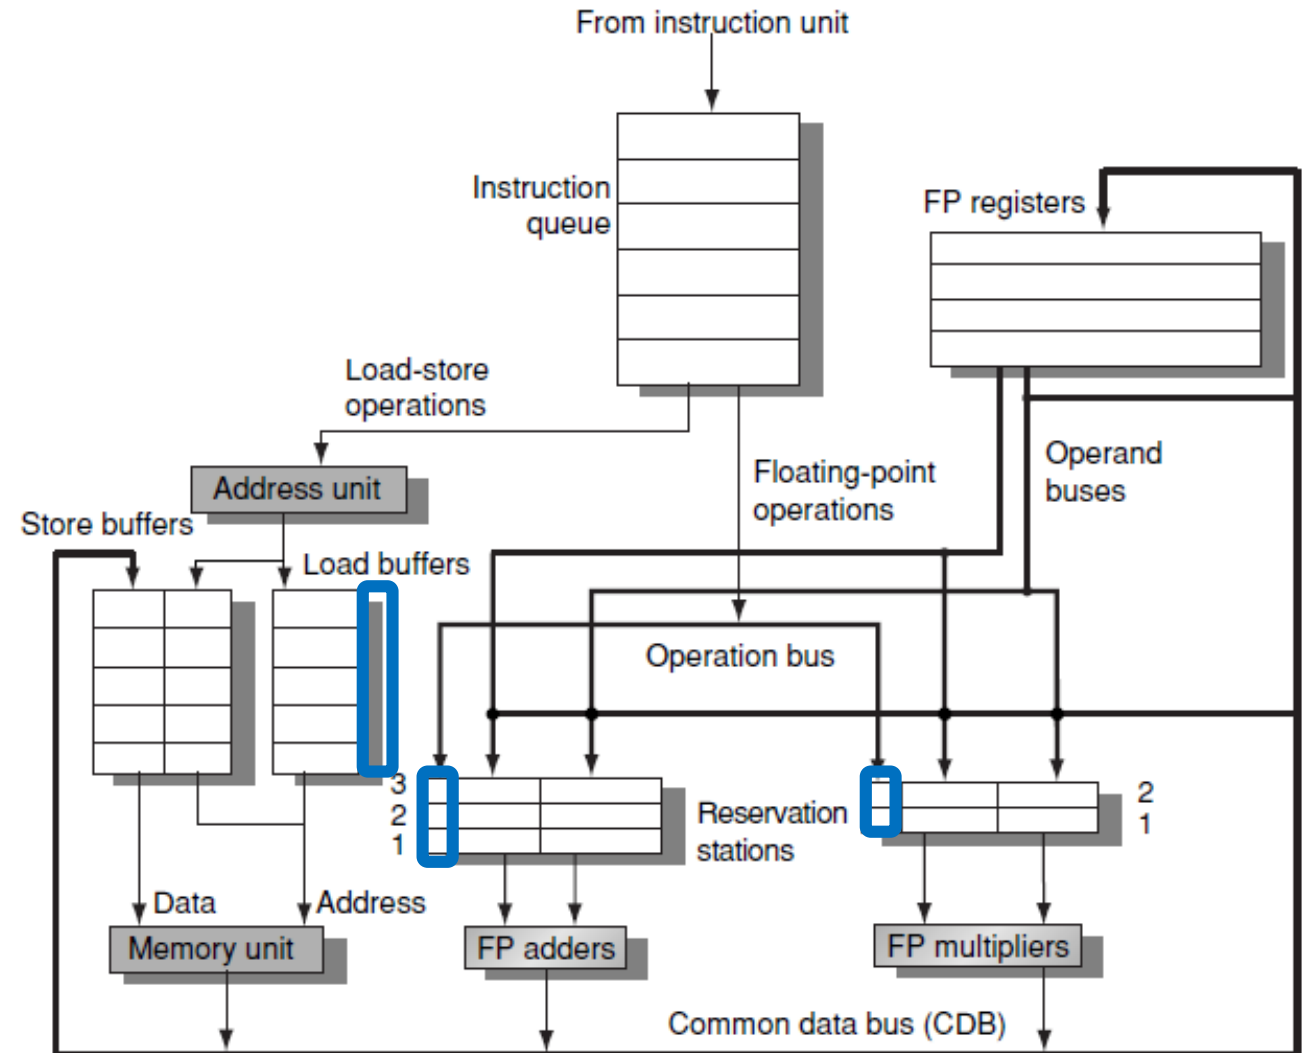 From instruction unit
Instruction
queue
FP registers
Load-store
operations
Operand
buses
Floating-point
operations
Address unit
Store buffers
Load buffers
Operation bus
3
2
1
Reservation
stations
2
1
Data
Address
Memory unit
FP adders
FP multipliers
Common data bus (CDB)